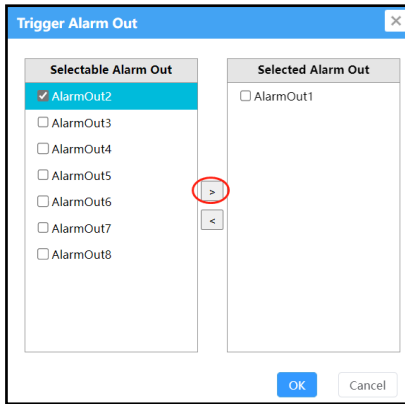 Trigger Alarm Out
×
Selectable Alarm Out
AlarmOut2
AlarmOut3
AlarmOut4
AlarmOut5
AlarmOut6
AlarmOut7
AlarmOut8
>
<
Selected Alarm Out
AlarmOut1
OK
Cancel